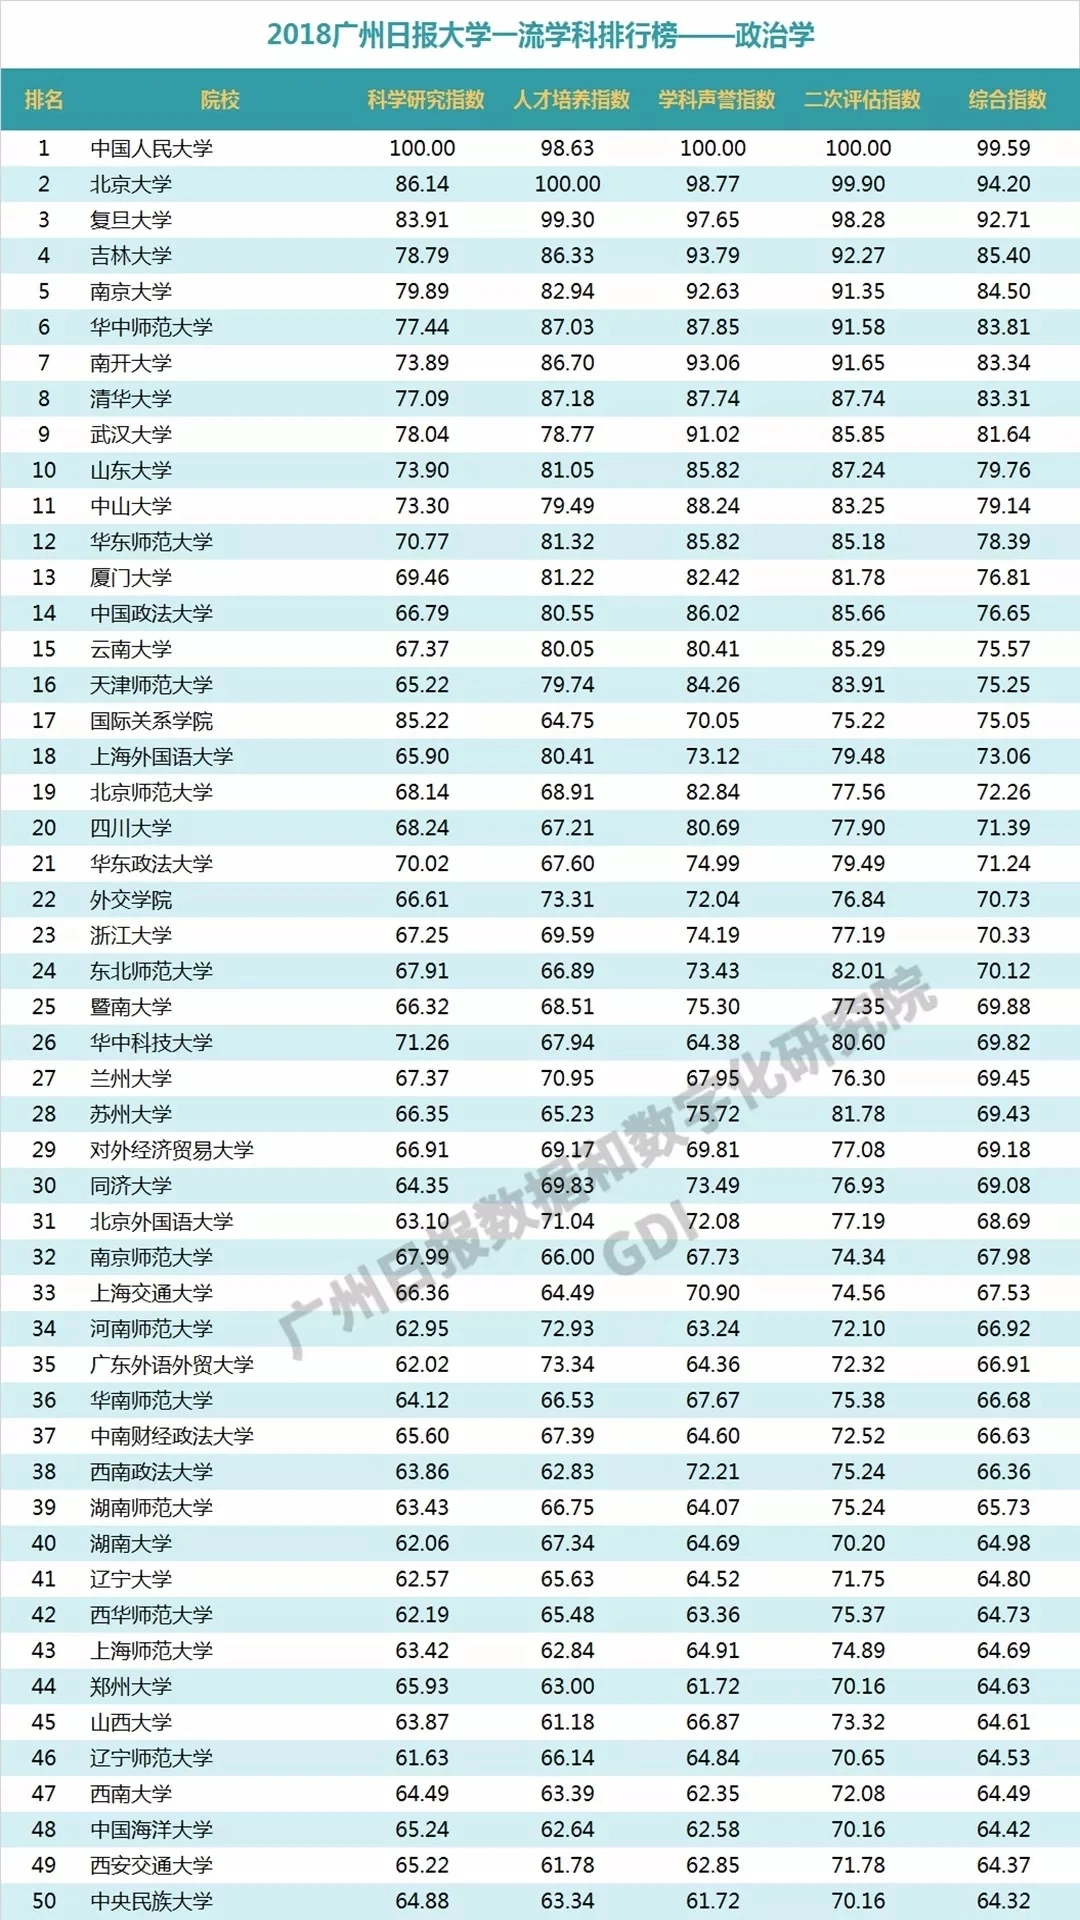 2018广州日报大学一流学科排行榜——政治学
排名 院校 科学研究指数 人才培养指数 学科声誉指数 二次评估指数 综合指数
1 中国人民大学 100.00 98.63 100.00 100.00 99.59
2 北京大学 86.14 100.00 98.77 99.90 94.20
3 复旦大学 83.91 99.30 97.65 98.28 92.71
4 吉林大学 78.79 86.33 93.79 92.27 85.40
5 南京大学 79.89 82.94 92.63 91.35 84.50
6 华中师范大学 77.44 87.03 87.85 91.58 83.81
7 南开大学 73.89 86.70 93.06 91.65 83.34
8 清华大学 77.09 87.18 87.74 87.74 83.31
9 武汉大学 78.04 78.77 91.02 85.85 81.64
10 山东大学 73.90 81.05 85.82 87.24 79.76
11 中山大学 73.30 79.49 88.24 83.25 79.14
12 华东师范大学 70.77 81.32 85.82 85.18 78.39
13 厦门大学 69.46 81.22 82.42 81.78 76.81
14 中国政法大学 66.79 80.55 86.02 85.66 76.65
15 云南大学 67.37 80.05 80.41 85.29 75.57
16 天津师范大学 65.22 79.74 84.26 83.91 75.25
17 国际关系学院 85.22 64.75 70.05 75.22 75.05
18 上海外国语大学 65.90 80.41 73.12 79.48 73.06
19 北京师范大学 68.14 68.91 82.84 77.56 72.26
20 四川大学 68.24 67.21 80.69 77.90 71.39
21 华东政法大学 70.02 67.60 74.99 79.49 71.24
22 外交学院 66.61 73.31 72.04 76.84 70.73
23 浙江大学 67.25 69.59 74.19 77.19 70.33
24 东北师范大学 67.91 66.89 73.43 82.01 70.12
25 暨南大学 66.32 68.51 75.30 77.35 69.88
26 华中科技大学 71.26 67.94 64.38 80.60 69.82
27 兰州大学 67.37 70.95 67.95 76.30 69.45
28 苏州大学 66.35 65.23 75.72 81.78 69.43
29 对外经济贸易大学 66.91 69.17 69.81 77.08 69.18
30 同济大学 64.35 69.83 73.49 76.93 69.08
31 北京外国语大学 63.10 71.04 72.08 77.19 68.69
32 南京师范大学 67.99 66.00 67.73 74.34 67.98
33 上海交通大学 66.36 64.49 70.90 74.56 67.53
34 河南师范大学 62.95 72.93 63.24 72.10 66.92
35 广东外语外贸大学 62.02 73.34 64.36 72.32 66.91
36 华南师范大学 64.12 66.53 67.67 75.38 66.68
37 中南财经政法大学 65.60 67.39 64.60 72.52 66.63
38 西南政法大学 63.86 62.83 72.21 75.24 66.36
39 湖南师范大学 63.43 66.75 64.07 75.24 65.73
40 湖南大学 62.06 67.34 64.69 70.20 64.98
41 辽宁大学 62.57 65.63 64.52 71.75 64.80
42 西华师范大学 62.19 65.48 63.36 75.37 64.73
43 上海师范大学 63.42 62.84 64.91 74.89 64.69
44 郑州大学 65.93 63.00 61.72 70.16 64.63
45 山西大学 63.87 61.18 66.87 73.32 64.61
46 辽宁师范大学 61.63 66.14 64.84 70.65 64.53
47 西南大学 64.49 63.39 62.35 72.08 64.49
48 中国海洋大学 65.24 62.64 62.58 70.16 64.42
49 西安交通大学 65.22 61.78 62.85 71.78 64.37
50 中央民族大学 64.88 63.34 61.72 70.16 64.32
广州日报数据和数字化研究院
GDI